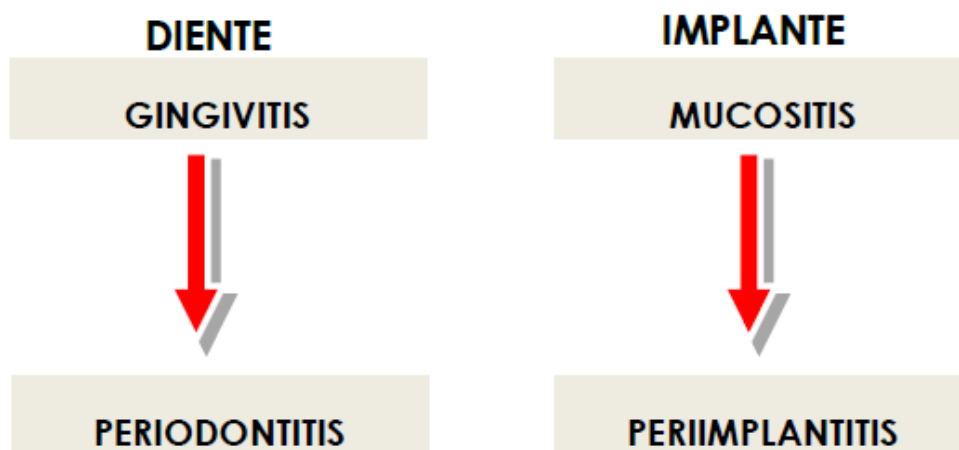 DIENTE
GINGIVITIS
PERIODONTITIS
IMPLANTE
MUCOSITIS
PERIIMPLANTITIS